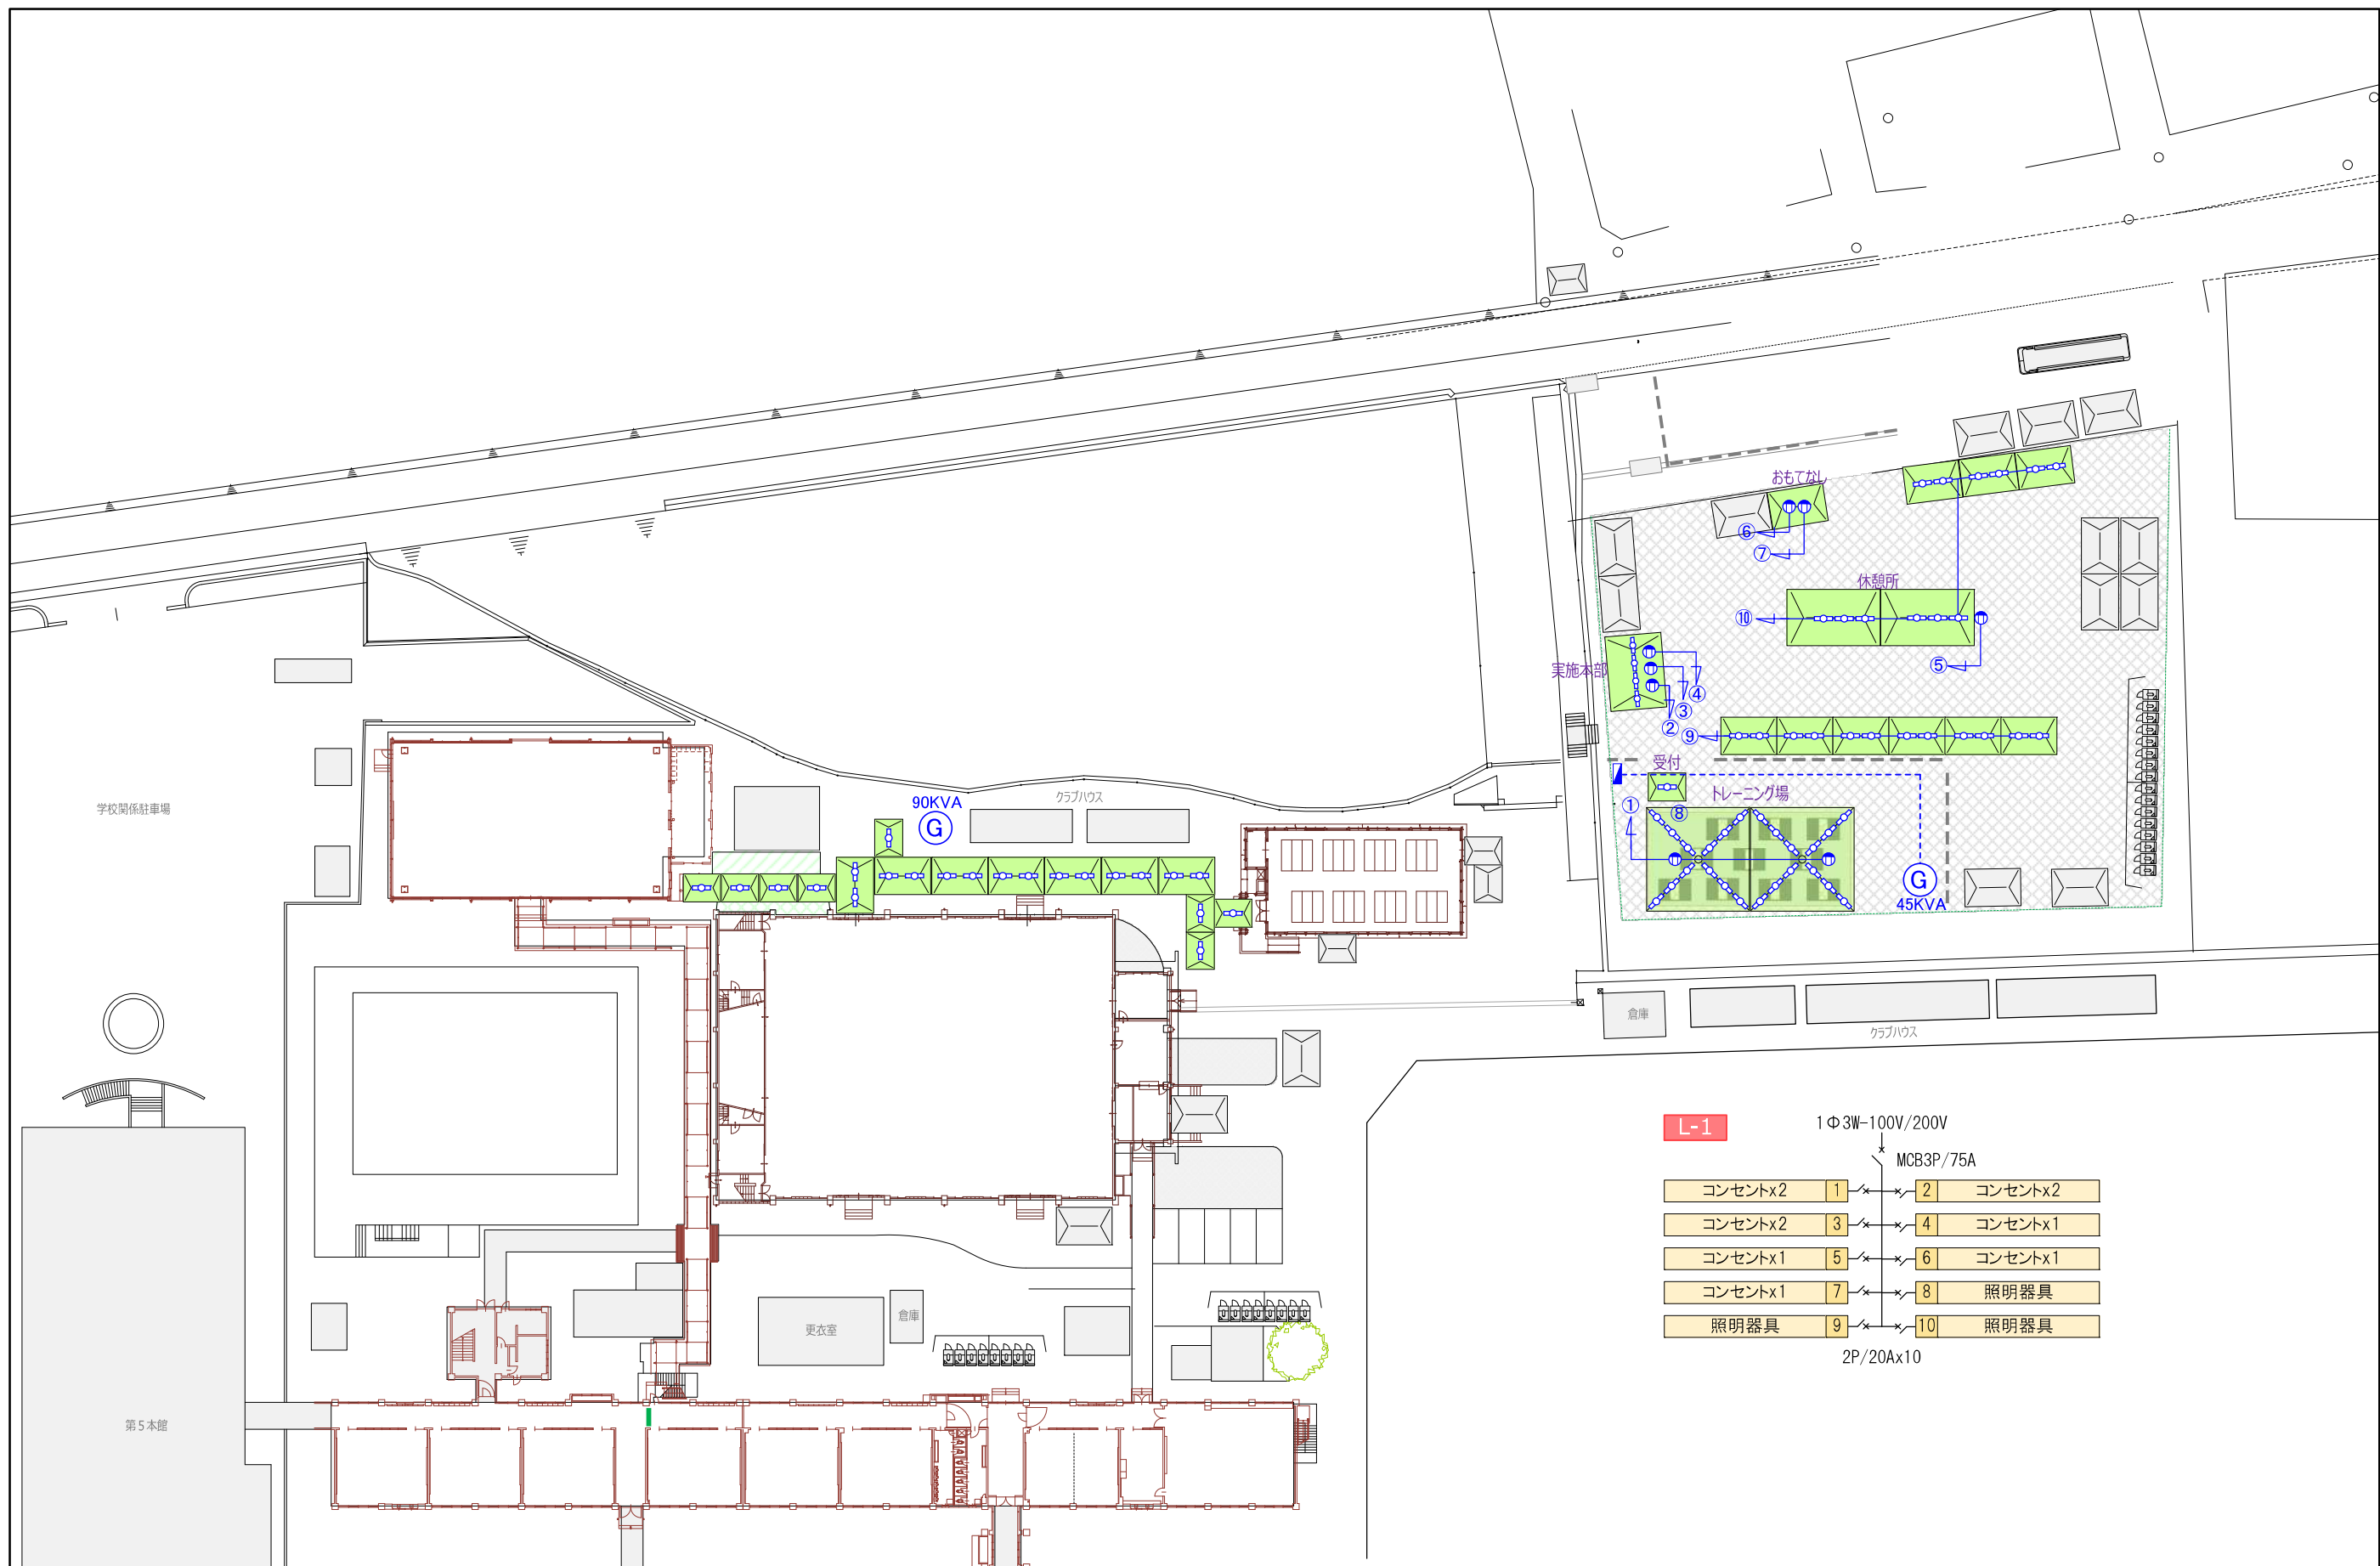 おもてなし
⑥
⑦
休憩所
⑩
⑤
実施本部
④
③
②
⑨
受付
トレーニング場
①
⑧
G
45KVA
90KVA
G
クラブハウス
学校関係駐車場
倉庫
クラブハウス
更衣室
倉庫
第5本館
L-1
1Φ3W-100V/200V
MCB3P/75A
コンセントx2 1 2 コンセントx2
コンセントx2 3 4 コンセントx1
コンセントx1 5 6 コンセントx1
コンセントx1 7 8 照明器具
照明器具 9 10 照明器具
2P/20Ax10